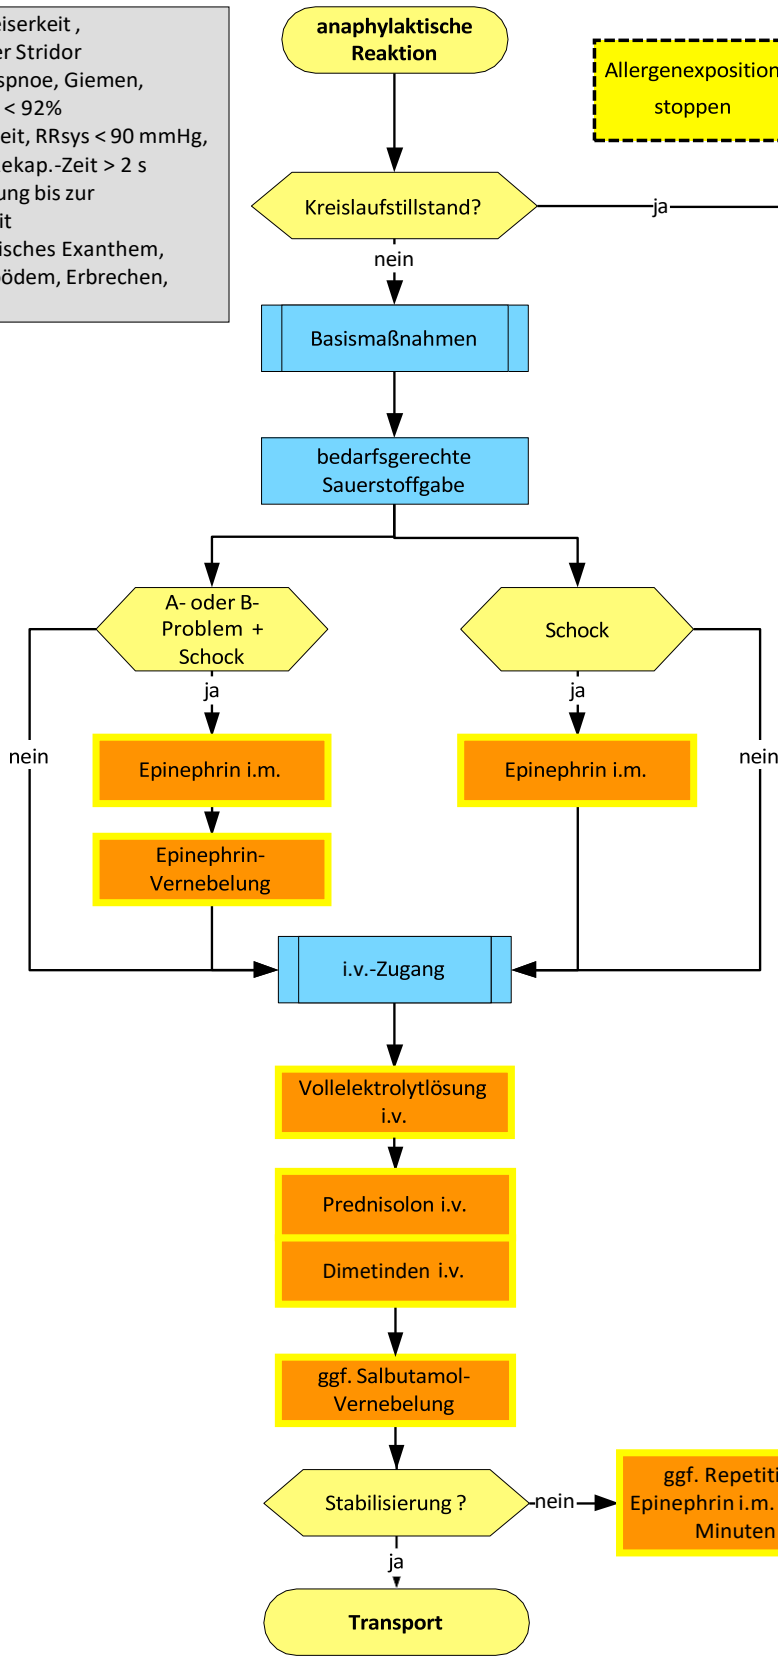 eiserkeit ,
er Stridor
spnoe, Giemen,
< 92%
eit, RRsys < 90 mmHg,
ekap.-Zeit > 2 s
ung bis zur
it
isches Exanthem,
ödem, Erbrechen,
anaphylaktische
Reaktion
Allergenexposition
stoppen
Kreislaufstillstand?
ja
nein
Basismaßnahmen
bedarfsgerechte
Sauerstoffgabe
A- oder B-
Problem +
Schock
Schock
ja
ja
nein
nein
Epinephrin i.m.
Epinephrin i.m.
Epinephrin-
Vernebelung
i.v.-Zugang
Vollelektrolytlösung
i.v.
Prednisolon i.v.
Dimetinden i.v.
ggf. Salbutamol-
Vernebelung
Stabilisierung ?
nein
ggf. Repetiti
Epinephrin i.m.
Minuten
ja
Transport